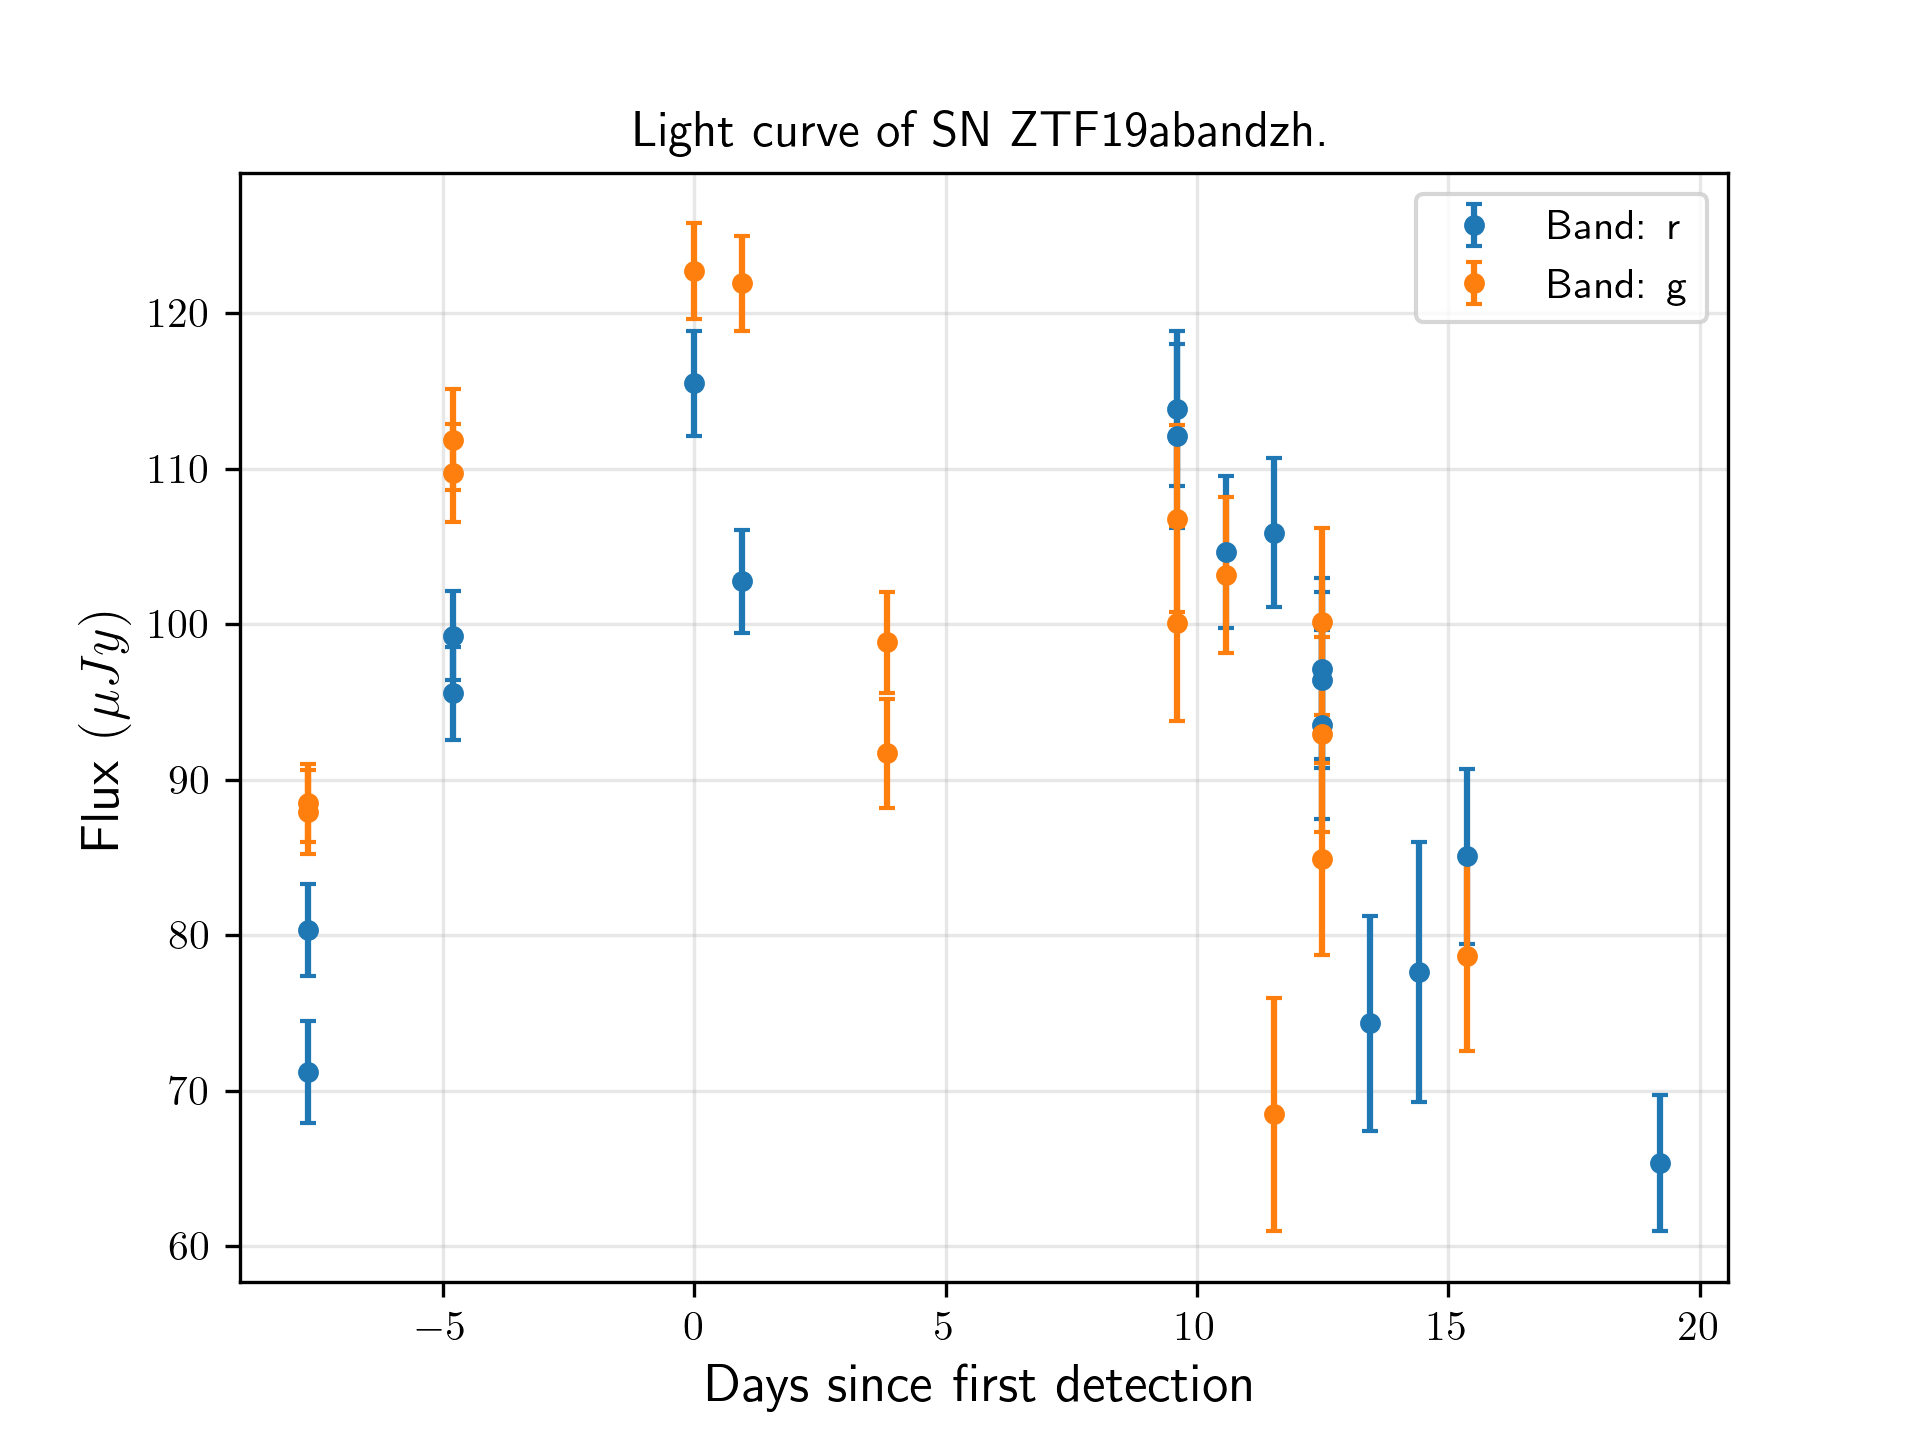 Light curve of SN ZTF19abandzh.
Band: r
Band: g
120
110
100
90
80
70
60
Flux (μJy)
−5
0
5
10
15
20
Days since first detection